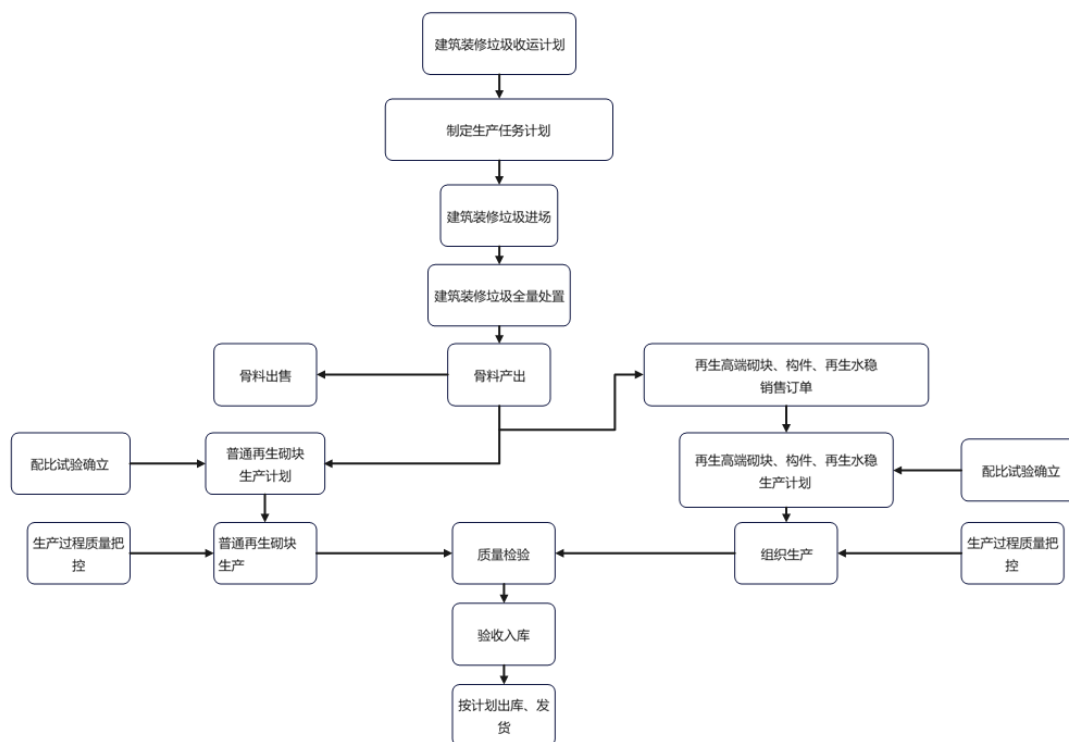 建筑装修垃圾收运计划
制定生产任务计划
建筑装修垃圾进场
建筑装修垃圾全量处置
骨料出售
骨料产出
再生高端砌块、构件、再生水稳
销售订单
配比试验确立
普通再生砌块
生产计划
再生高端砌块、构件、再生水稳
生产计划
配比试验确立
生产过程质量把
控
普通再生砌块
生产
质量检验
组织生产
生产过程质量把
控
验收入库
按计划出库、发
货